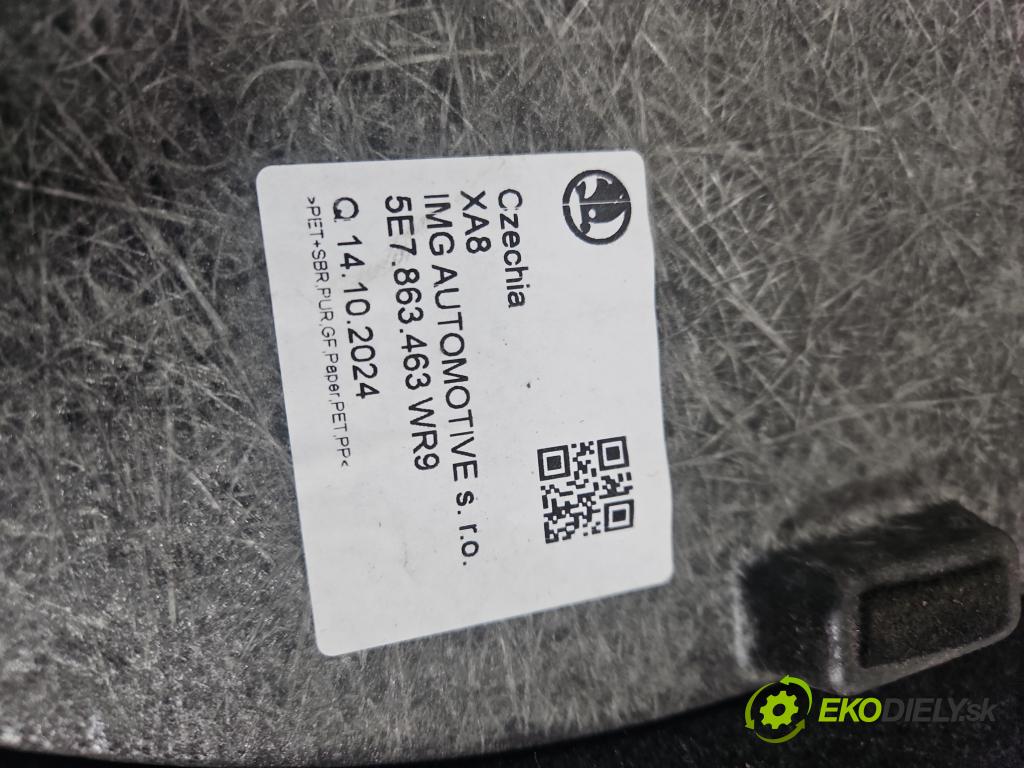 Czechia
XA8
IMG AUTOMOTIVE s. r.o.
5E7.863.463 WR9
Q 14.10.2024
>PET+SBR,PUR,GF,Paper,PET,PP<
EKODIELY.sk